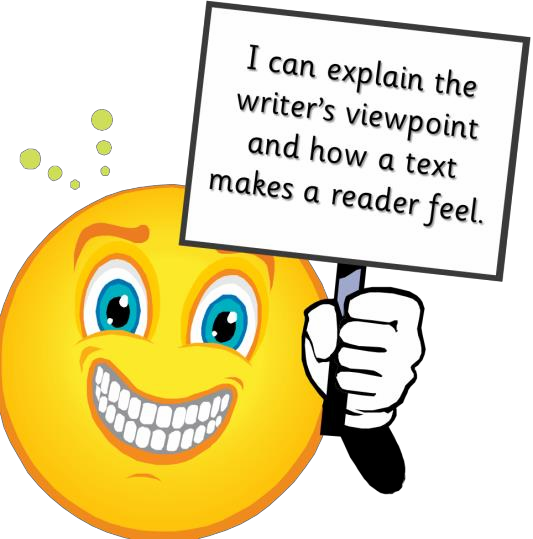 I can explain the
writer’s viewpoint
and how a text
makes a reader feel.